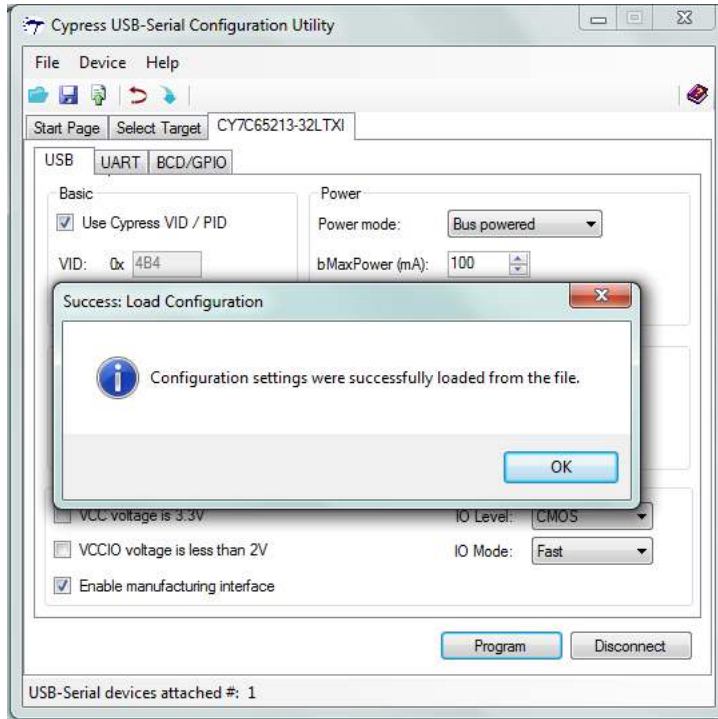 Cypress USB-Serial Configuration Utility
File Device Help
Start Page Select Target CY7C65213-32LTXI
USB UART BCD/GPIO
Basic Power
Use Cypress VID / PID Power mode: Bus powered
VID: 0x 4B4 bMaxPower (mA): 100
Success: Load Configuration
Configuration settings were successfully loaded from the file.
OK
VCC voltage is 3.3V IO Level: CMOS
VCCIO voltage is less than 2V IO Mode: Fast
Enable manufacturing interface
Program Disconnect
USB-Serial devices attached #: 1